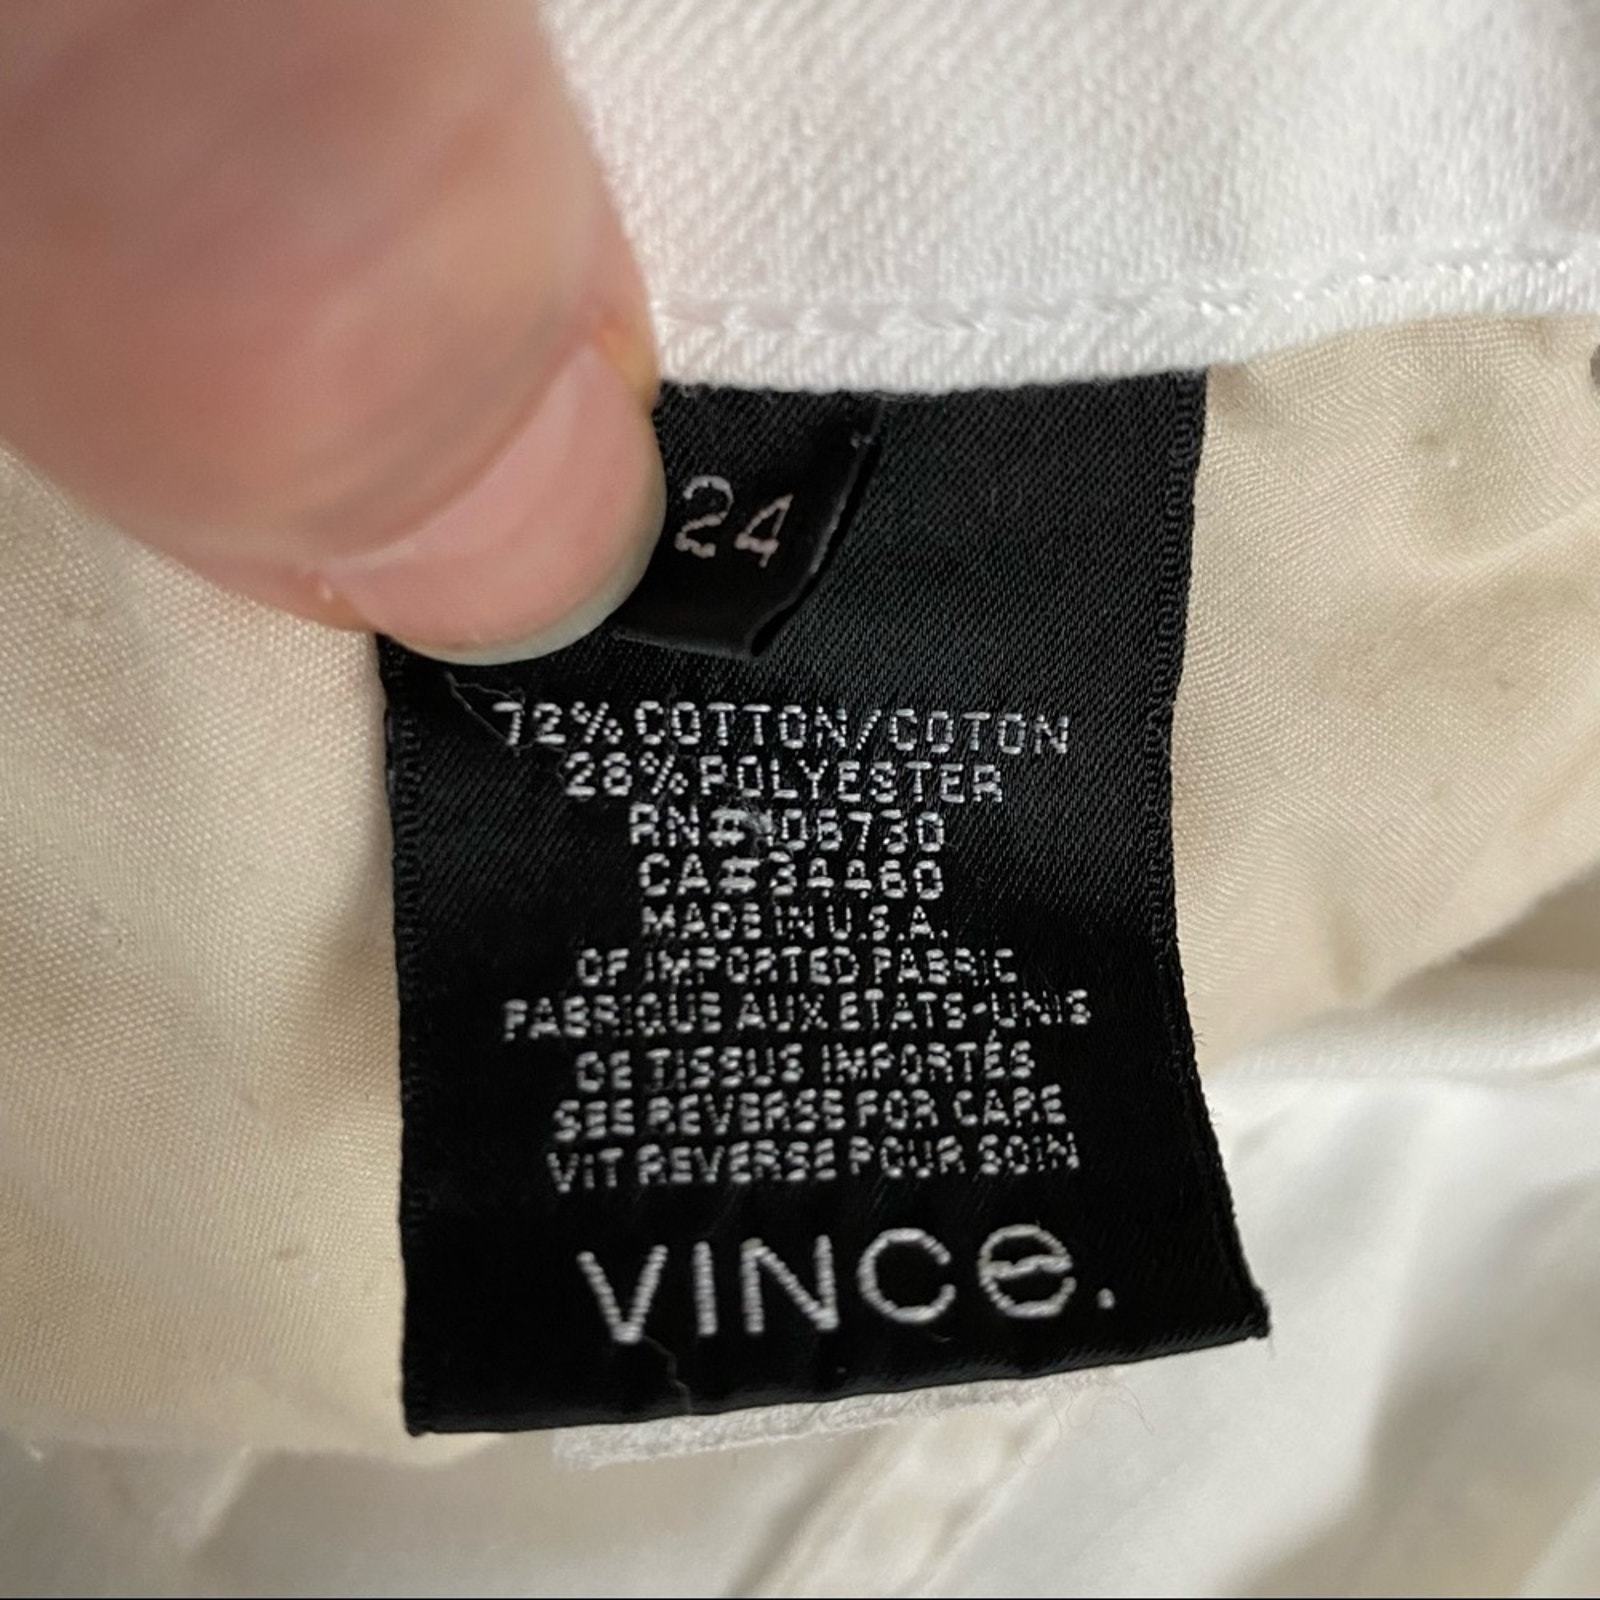 24
72% COTTON/COTON
28% POLYESTER
RN#106730
CA#34460
MADE IN U.S.A.
OF IMPORTED FABRIC
FABRIQUE AUX ETATS-UNIS
DE TISSUS IMPORTÉS
SEE REVERSE FOR CARE
VIT REVERSE POUR SOIN
VINCe.